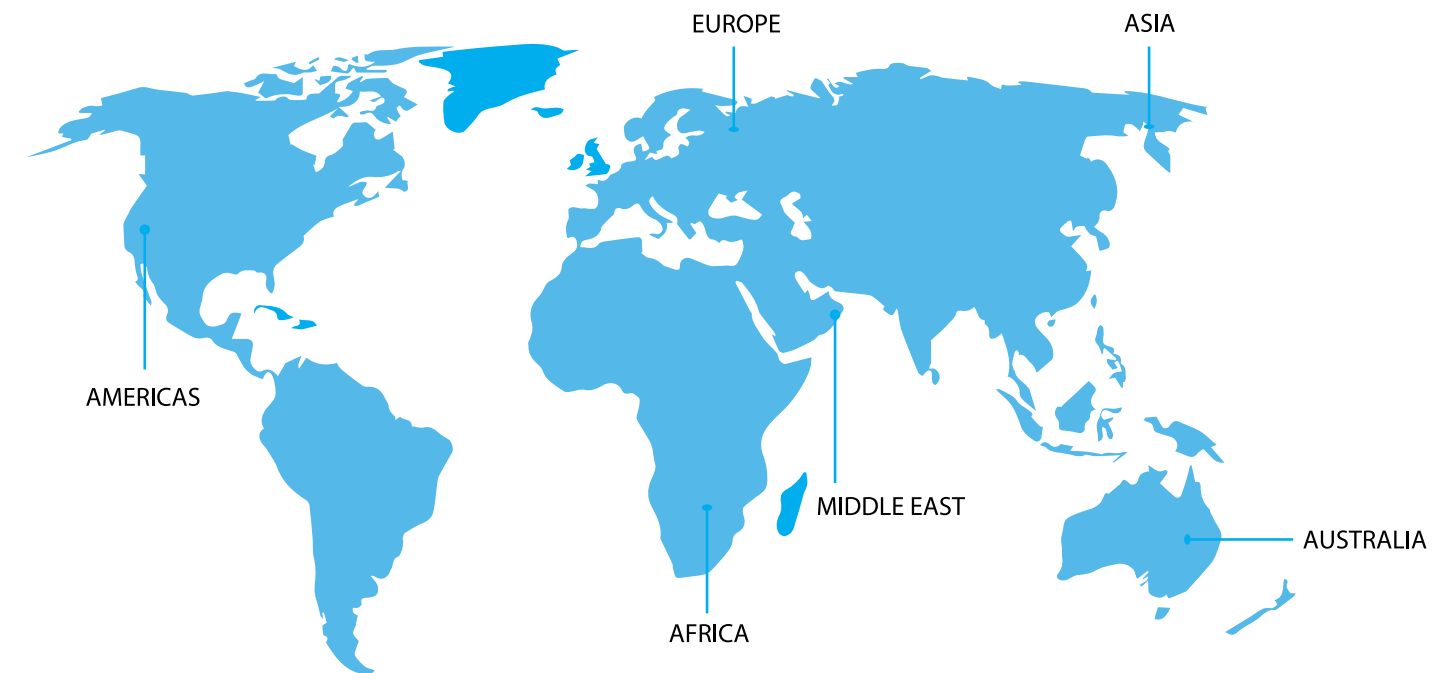 EUROPE
ASIA
AMERICAS
MIDDLE EAST
AUSTRALIA
AFRICA